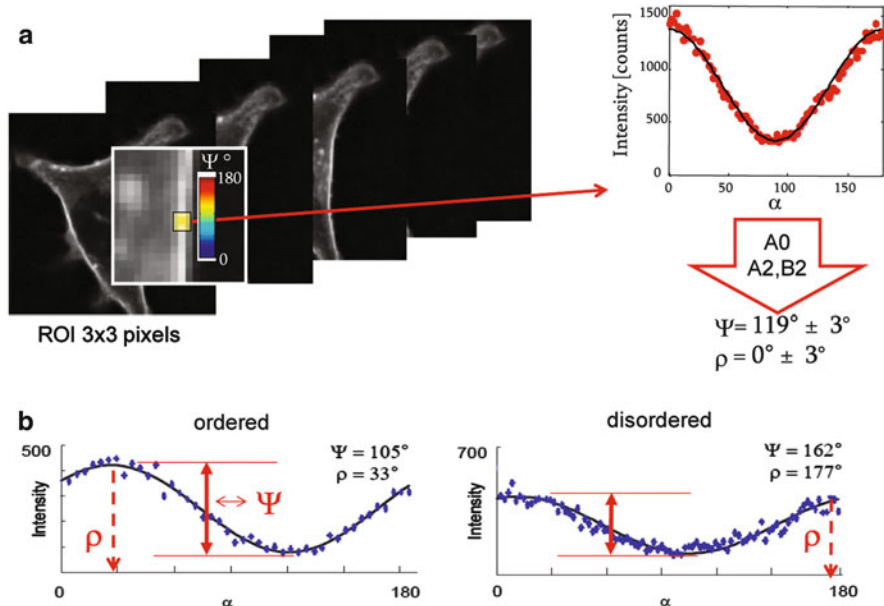 a
Ψ °
180
0
ROI 3x3 pixels
Intensity [counts]
1500
1000
500
0
0 50 100 150
α
A0
A2,B2
Ψ= 119° ± 3°
ρ = 0° ± 3°
b
ordered
500
Intensity
Ψ = 105°
ρ = 33°
Ψ
ρ
0 180
α
disordered
700
Intensity
Ψ = 162°
ρ = 177°
ρ
0 180
α